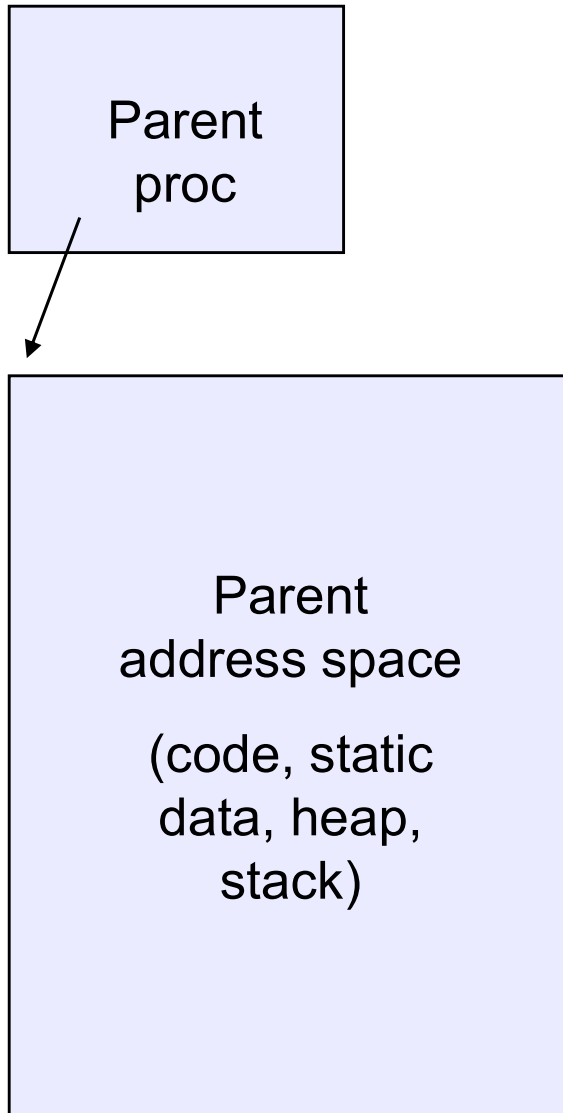 Parent
proc
Parent
address space
(code, static
data, heap,
stack)